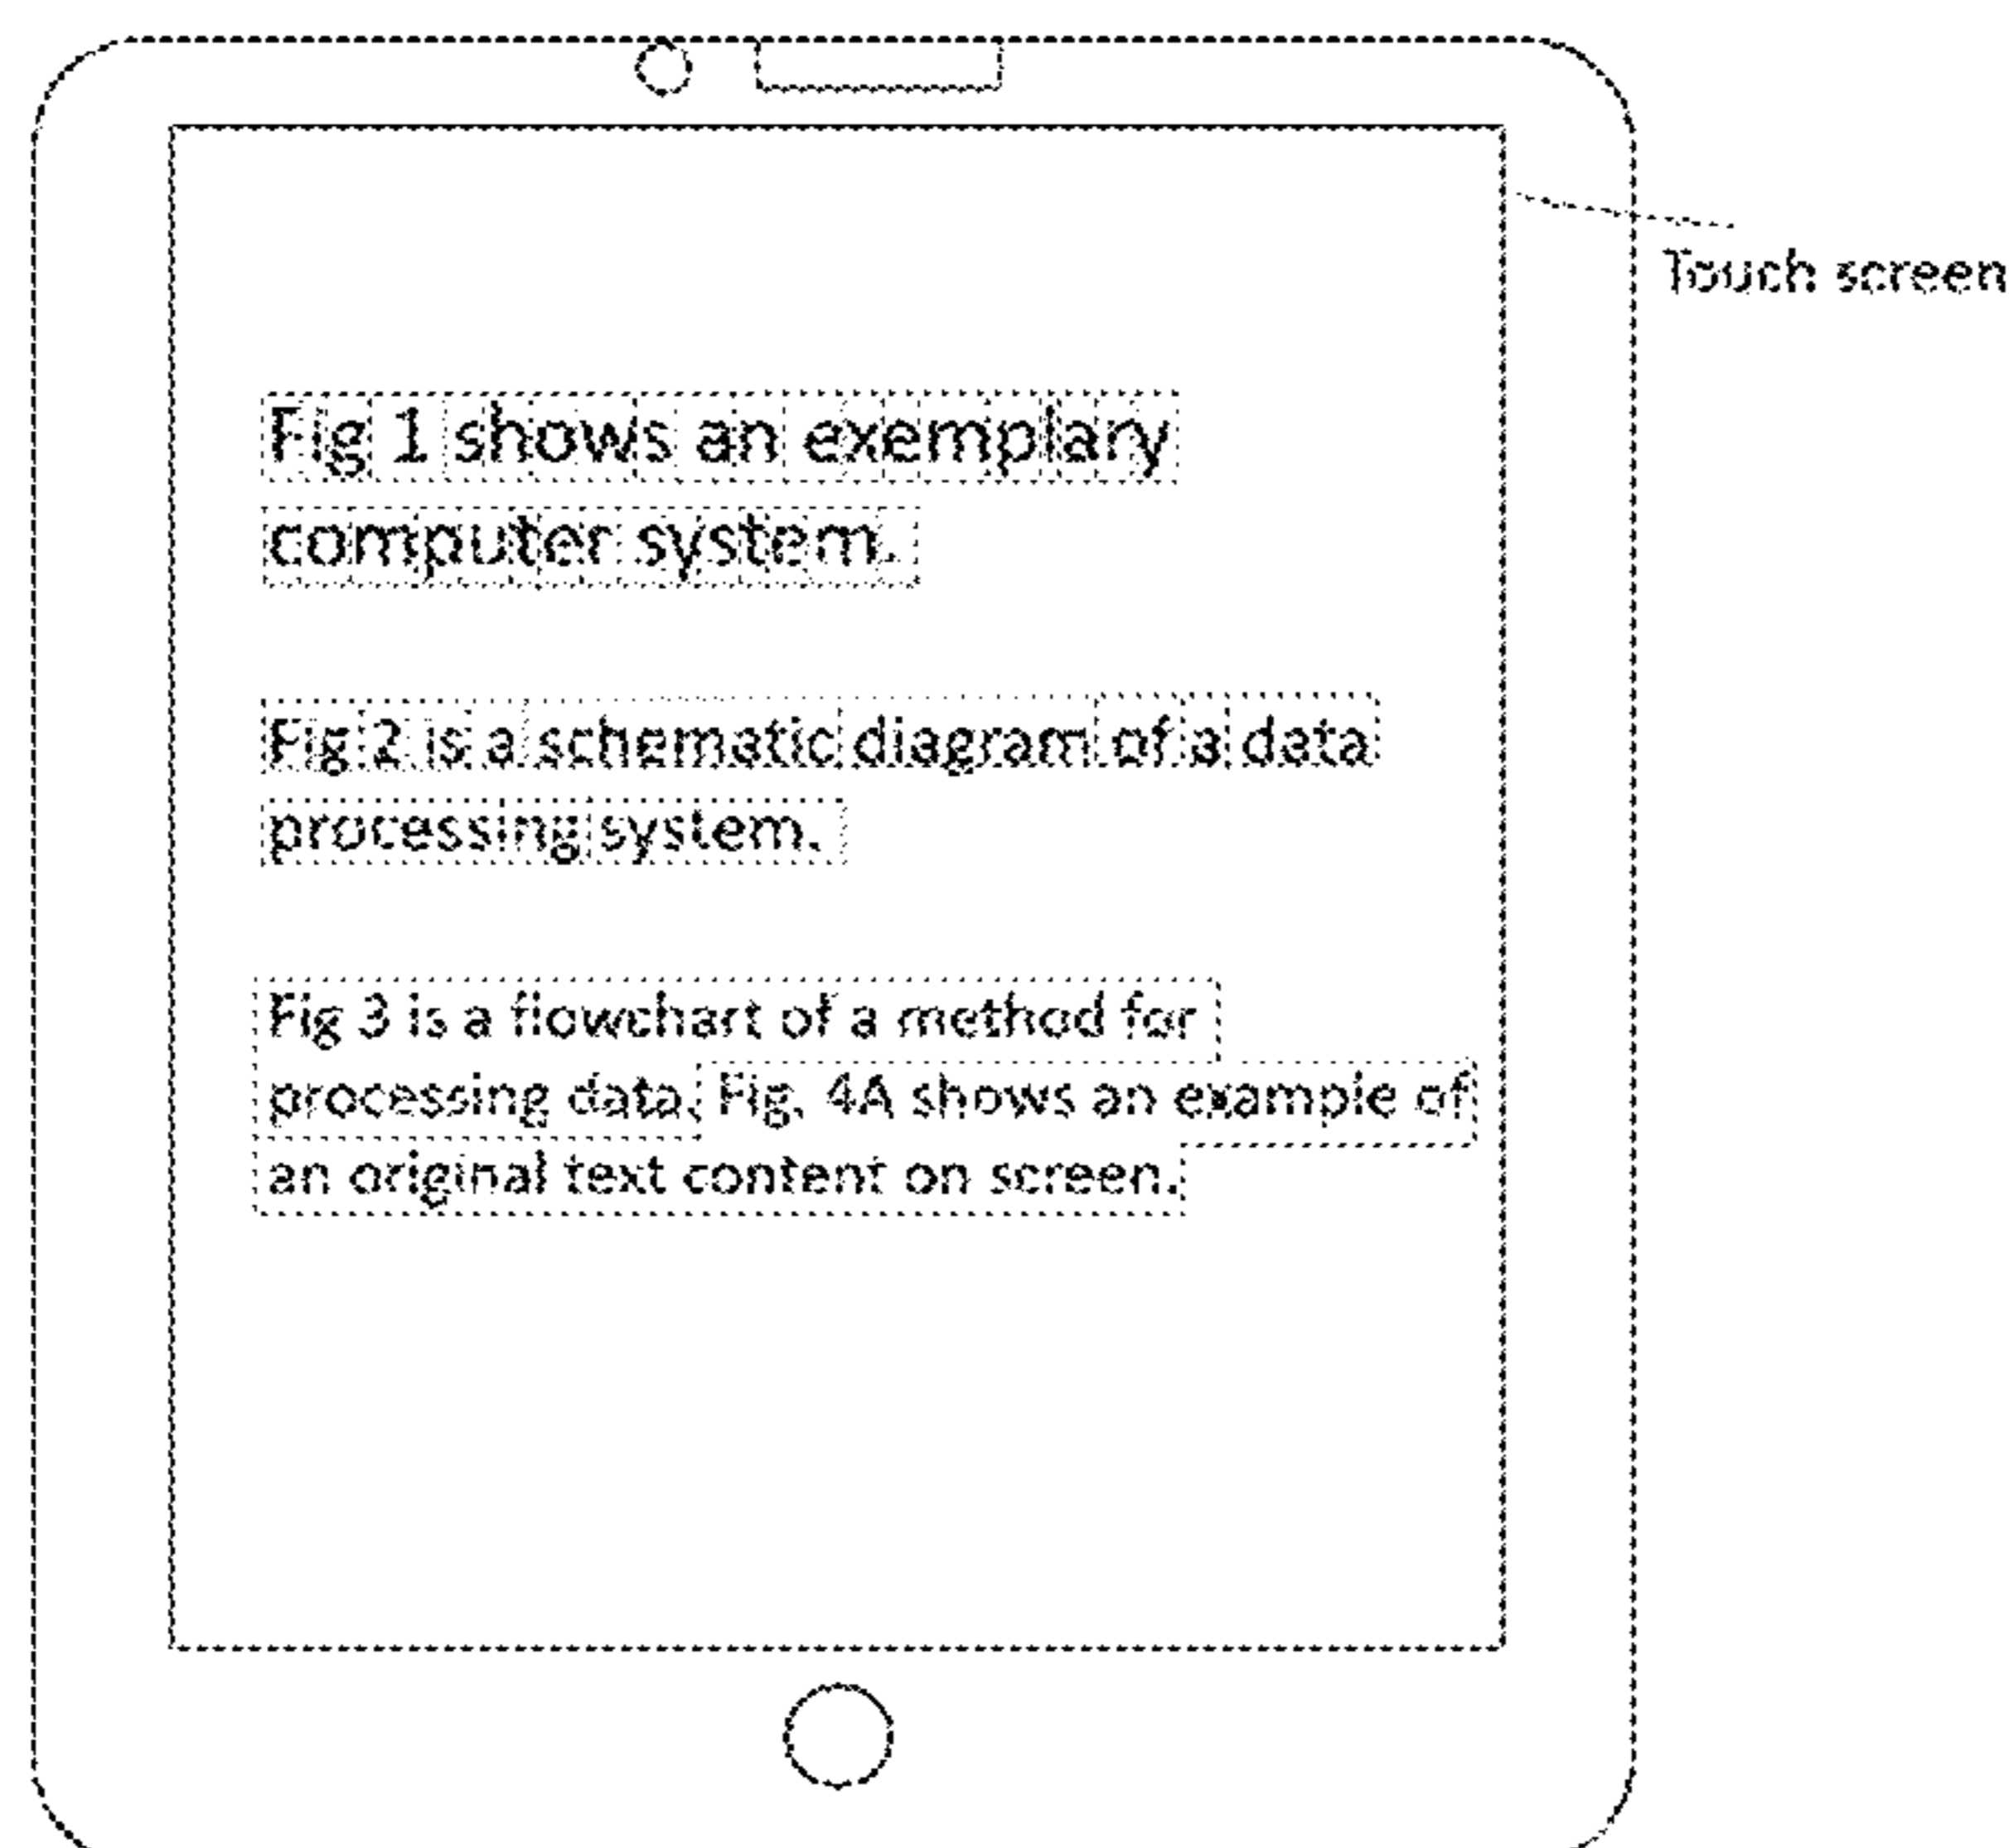 Touch screen
Fig 1 shows an exemplary
computer system.
Fig 2 is a schematic diagram of a data
processing system.
Fig 3 is a flowchart of a method for
processing data. Fig. 4A shows an example of
an original text content on screen.